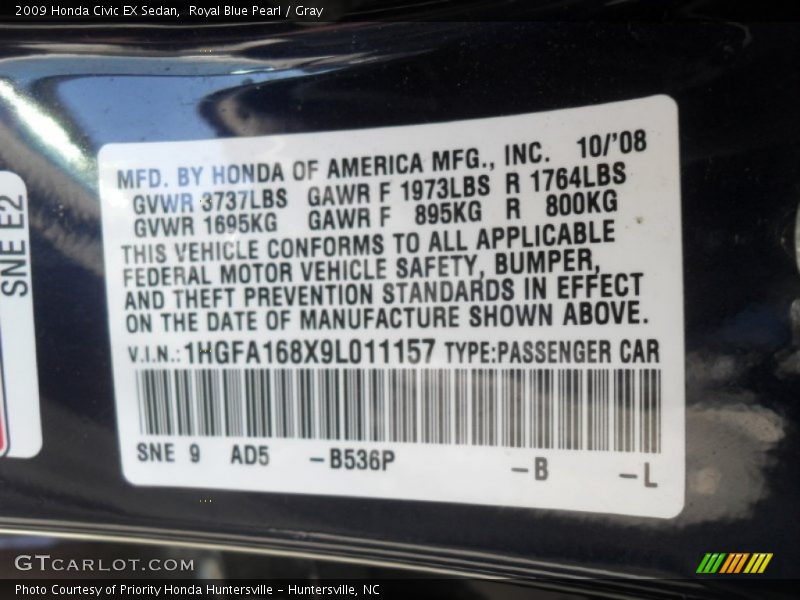 2009 Honda Civic EX Sedan, Royal Blue Pearl / Gray
MFD. BY HONDA OF AMERICA MFG., INC. 10/'08
GVWR 3737LBS GAWR F 1973LBS R 1764LBS
GVWR 1695KG GAWR F 895KG R 800KG
THIS VEHICLE CONFORMS TO ALL APPLICABLE
FEDERAL MOTOR VEHICLE SAFETY, BUMPER,
AND THEFT PREVENTION STANDARDS IN EFFECT
ON THE DATE OF MANUFACTURE SHOWN ABOVE.
V.I.N.: 1HGFA168X9L011157 TYPE:PASSENGER CAR
SNE 9 AD5 –B536P –B –L
SNE E2
GTCARLOT.COM
Photo Courtesy of Priority Honda Huntersville – Huntersville, NC